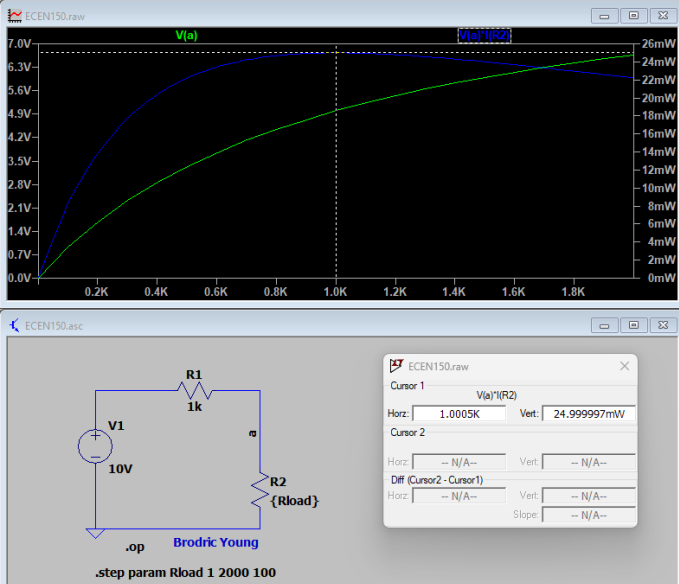 ECEN150.raw
V(a)
V(a)*I(R2)
7.0V
6.3V
5.6V
4.9V
4.2V
3.5V
2.8V
2.1V
1.4V
0.7V
0.0V
26mW
24mW
22mW
20mW
18mW
16mW
14mW
12mW
10mW
8mW
6mW
4mW
2mW
0mW
0.2K 0.4K 0.6K 0.8K 1.0K 1.2K 1.4K 1.6K 1.8K
ECEN150.asc
R1
1k
V1
10V
a
R2
{Rload}
.op
Brodric Young
.step param Rload 1 2000 100
ECEN150.raw
Cursor 1
V(a)*I(R2)
Horz: 1.0005K Vert: 24.999997mW
Cursor 2
Horz: -- N/A-- Vert: -- N/A--
Diff (Cursor2 - Cursor1)
Horz: -- N/A-- Vert: -- N/A--
Slope: -- N/A--